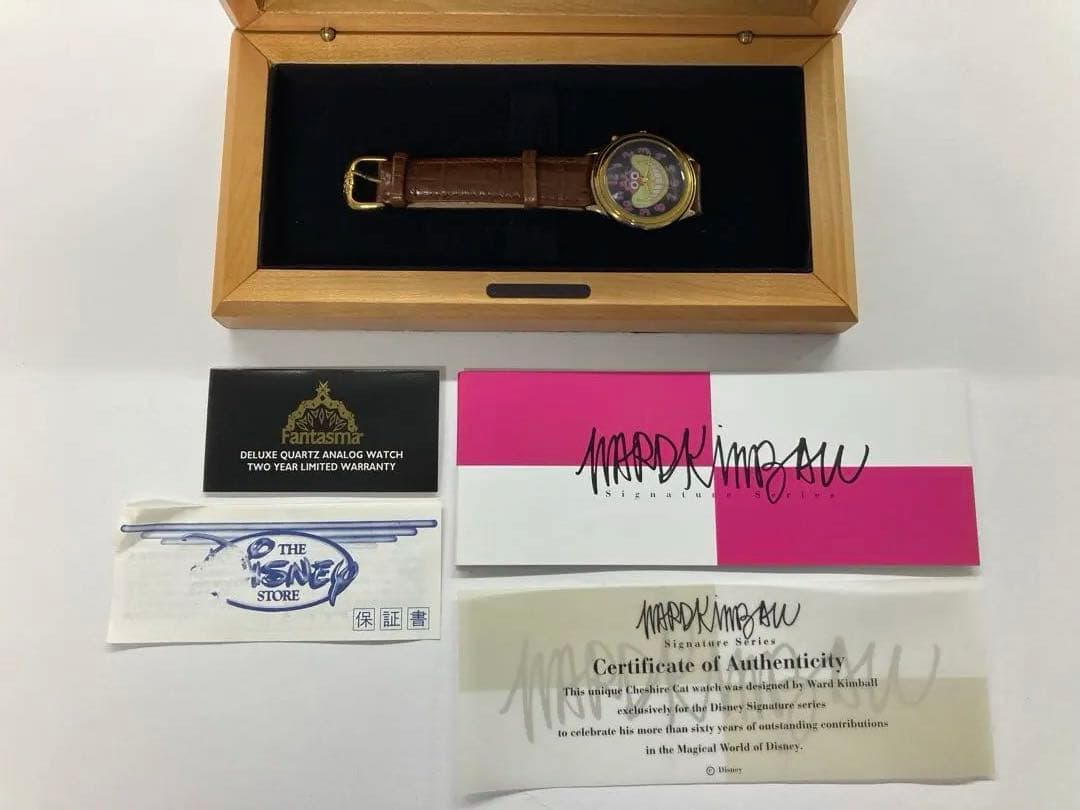 Fantasma
DELUXE QUARTZ ANALOG WATCH
TWO YEAR LIMITED WARRANTY
WARD KIMBALL
Signature Series
THE
DISNEY
STORE
保証書
WARD KIMBALL
Signature Series
Certificate of Authenticity
This unique Cheshire Cat watch was designed by Ward Kimball
exclusively for the Disney Signature series
to celebrate his more than sixty years of outstanding contributions
in the Magical World of Disney.
© Disney